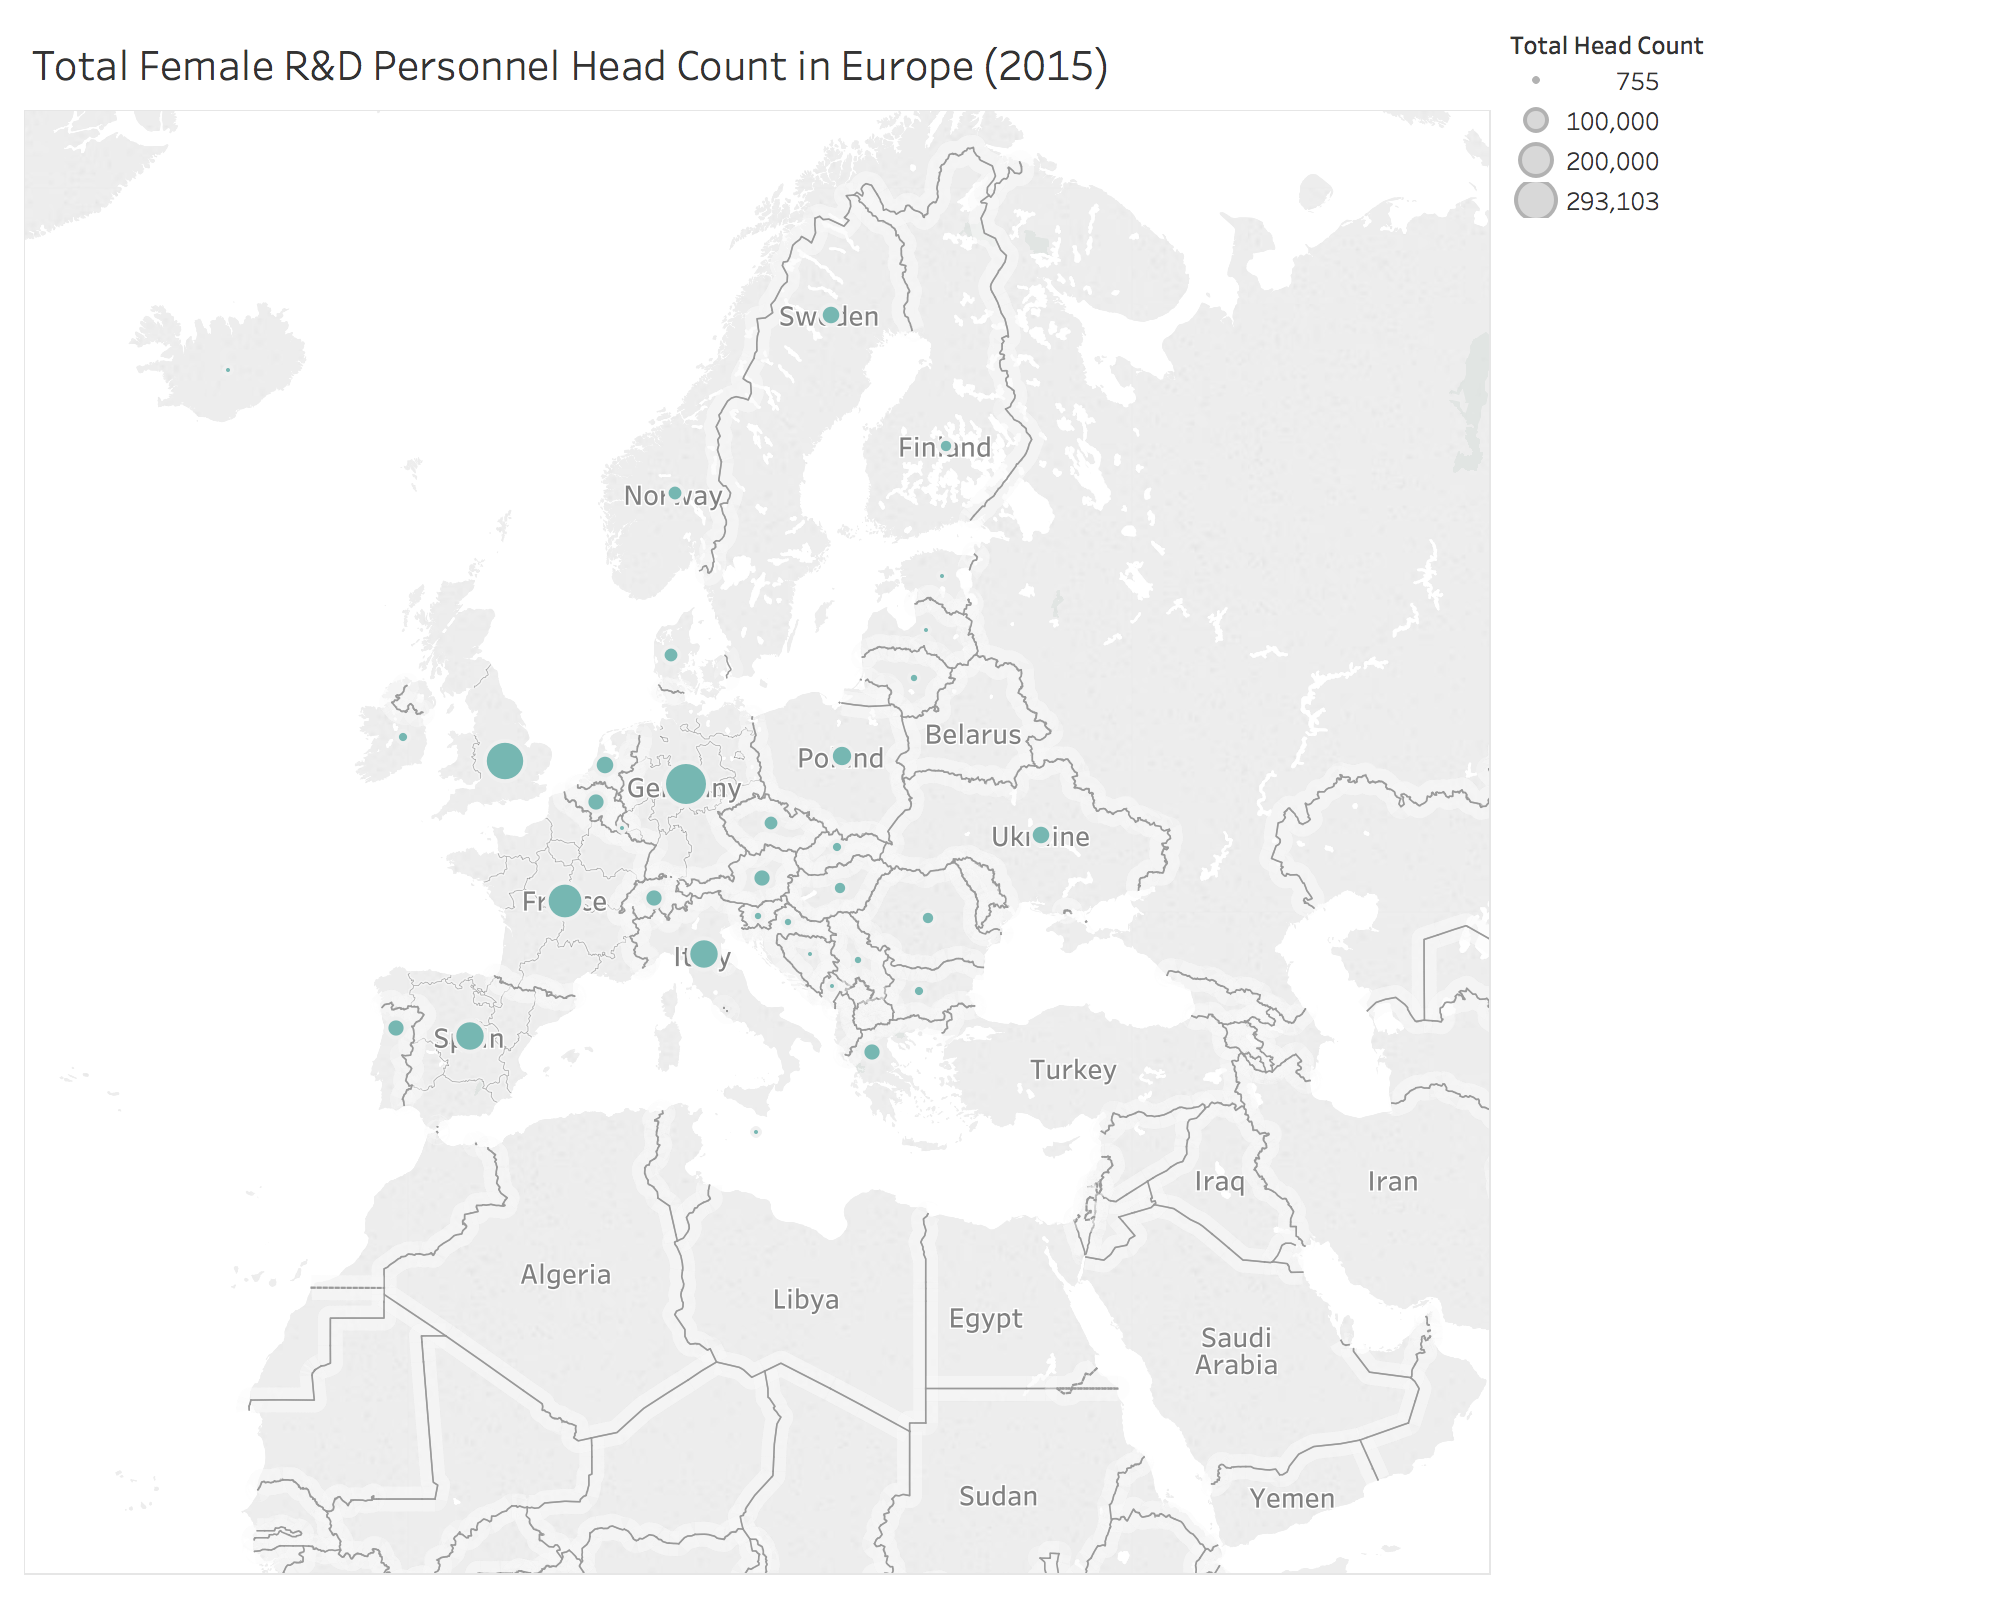 Total Female R&D Personnel Head Count in Europe (2015)
Total Head Count
755
100,000
200,000
293,103
Sweden
Finland
Norway
Belarus
Poland
Germany
Ukraine
France
Italy
Spain
Turkey
Iraq
Iran
Algeria
Libya
Egypt
Saudi
Arabia
Sudan
Yemen